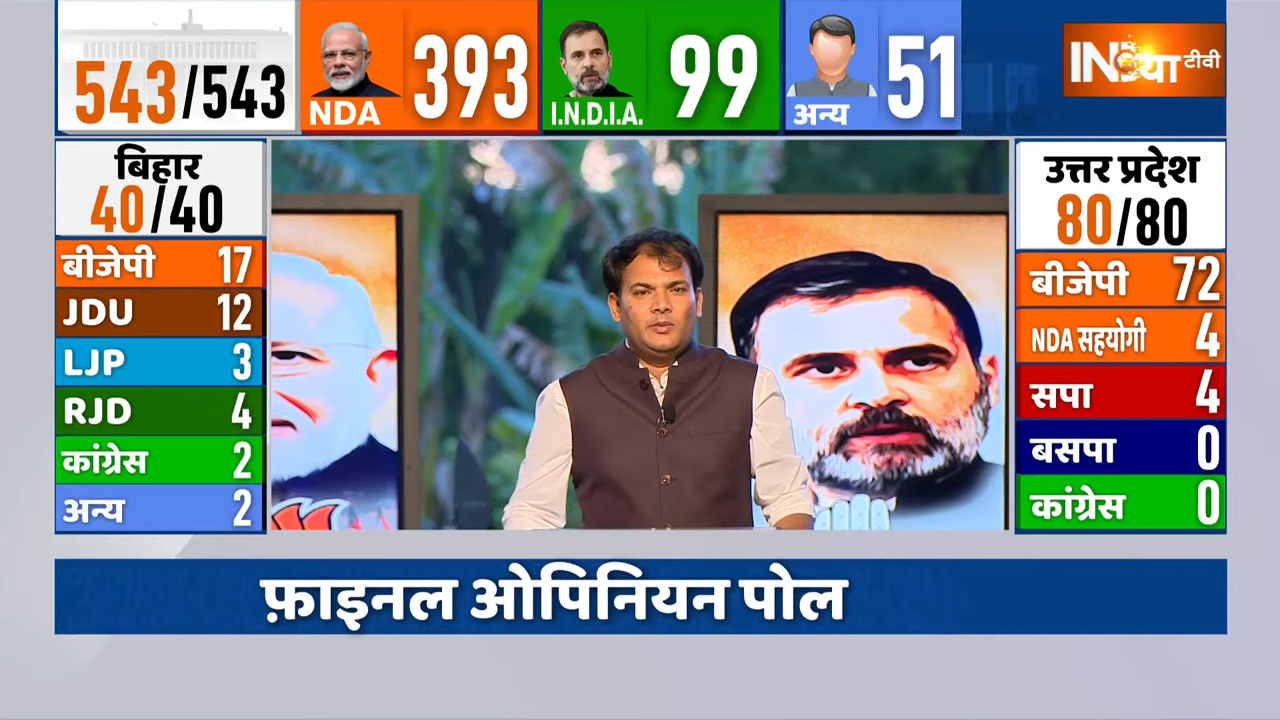 543/543
NDA 393
I.N.D.I.A. 99
अन्य 51
INDिया टीवी
बिहार
40/40
बीजेपी 17
JDU 12
LJP 3
RJD 4
कांग्रेस 2
अन्य 2
उत्तर प्रदेश
80/80
बीजेपी 72
NDA सहयोगी 4
सपा 4
बसपा 0
कांग्रेस 0
फ़ाइनल ओपिनियन पोल